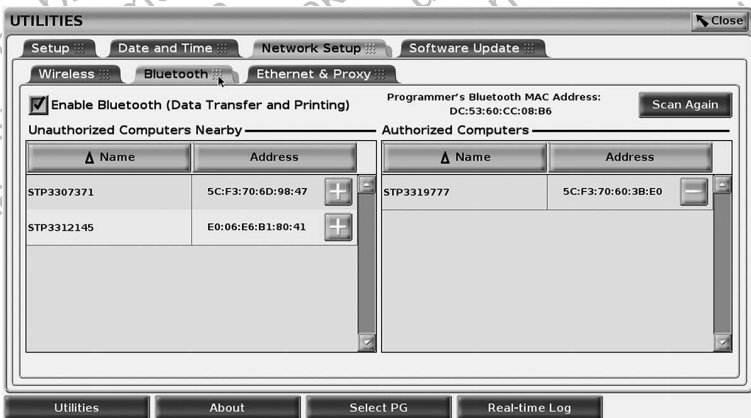 UTILITIES
Close
Setup Date and Time Network Setup Software Update
Wireless Bluetooth Ethernet & Proxy
Enable Bluetooth (Data Transfer and Printing)
Programmer's Bluetooth MAC Address:
DC:53:60:CC:08:B6
Scan Again
Unauthorized Computers Nearby
Authorized Computers
Name Address
Name Address
STP3307371 5C:F3:70:6D:98:47 +
STP3319777 5C:F3:70:60:3B:E0 −
STP3312145 E0:06:E6:B1:80:41 +
Utilities About Select PG Real-time Log